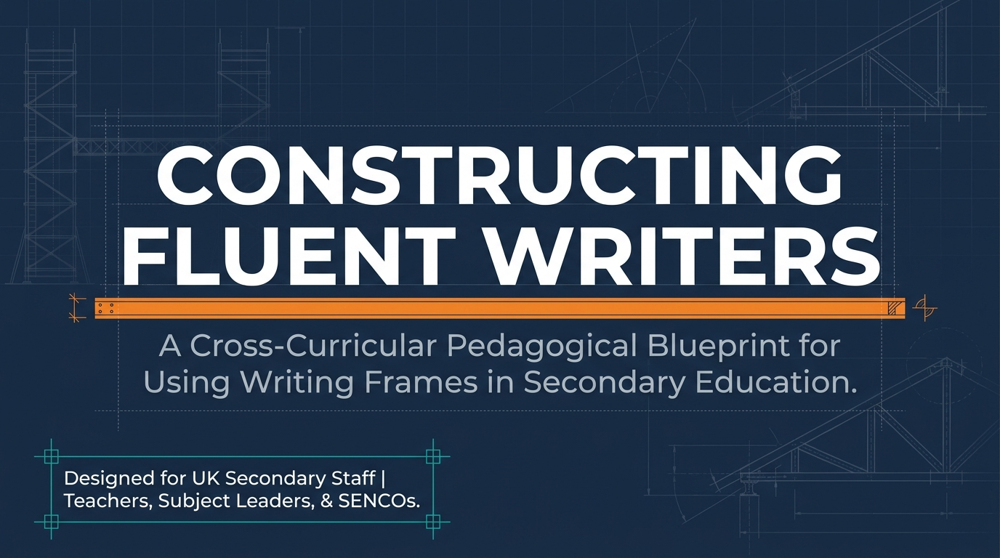 CONSTRUCTING
FLUENT WRITERS
A Cross-Curricular Pedagogical Blueprint for
Using Writing Frames in Secondary Education.
Designed for UK Secondary Staff |
Teachers, Subject Leaders, & SENCOs.